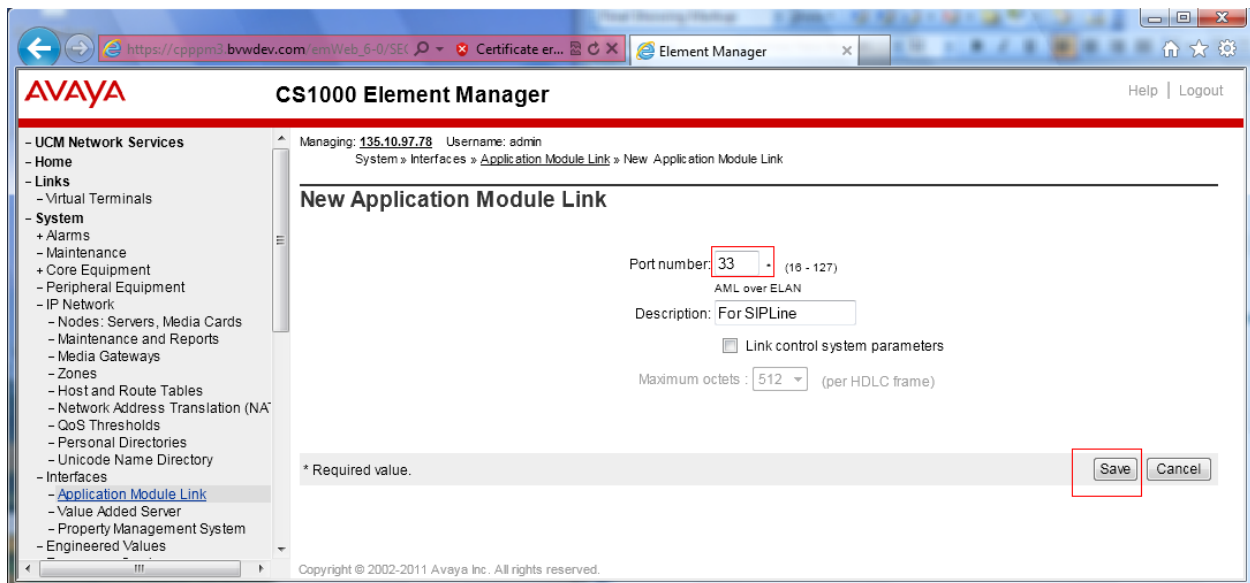 https://cpppm3.bvwdev.com/emWeb_6-0/SE( Certificate er... Element Manager
AVAYA CS1000 Element Manager Help | Logout
- UCM Network Services
- Home
- Links
- Virtual Terminals
- System
+ Alarms
- Maintenance
+ Core Equipment
- Peripheral Equipment
- IP Network
- Nodes: Servers, Media Cards
- Maintenance and Reports
- Media Gateways
- Zones
- Host and Route Tables
- Network Address Translation (NA
- QoS Thresholds
- Personal Directories
- Unicode Name Directory
- Interfaces
- Application Module Link
- Value Added Server
- Property Management System
- Engineered Values
Managing: 135.10.97.78 Username: admin
System » Interfaces » Application Module Link » New Application Module Link
New Application Module Link
Port number: 33 * (16 - 127)
AML over ELAN
Description: For SIPLine
Link control system parameters
Maximum octets : 512 (per HDLC frame)
* Required value. Save Cancel
Copyright © 2002-2011 Avaya Inc. All rights reserved.